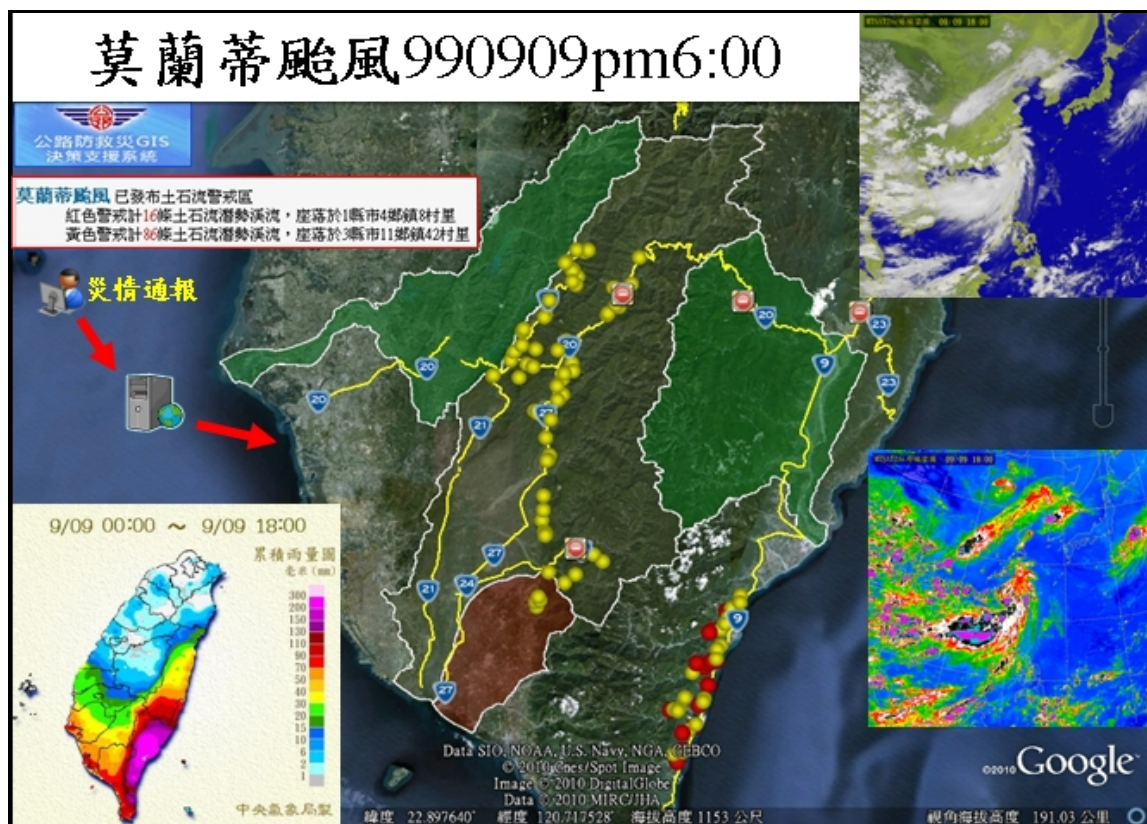 莫蘭蒂颱風990909pm6:00
公路防救災GIS
決策支援系統
莫蘭蒂颱風 已發布土石流警戒區
紅色警戒計16條土石流潛勢溪流，座落於1縣市4鄉鎮8村里
黃色警戒計86條土石流潛勢溪流，座落於3縣市11鄉鎮42村里
災情通報
20
20
20
20
21
21
27
24
27
9
9
23
23
9/09 00:00 ～ 9/09 18:00
累積雨量圖
毫米(mm)
300
200
150
130
110
90
70
50
40
30
20
15
10
6
2
1
中央氣象局製
09/09 18:00
09/09 18:00
Data SIO, NOAA, U.S. Navy, NGA, GEBCO
© 2010 Cnes/Spot Image
Image © 2010 DigitalGlobe
Data © 2010 MIRC/JHA
©2010 Google
緯度 22.897640° 經度 120.717528° 海拔高度 1153 公尺
視角海拔高度 191.03 公里